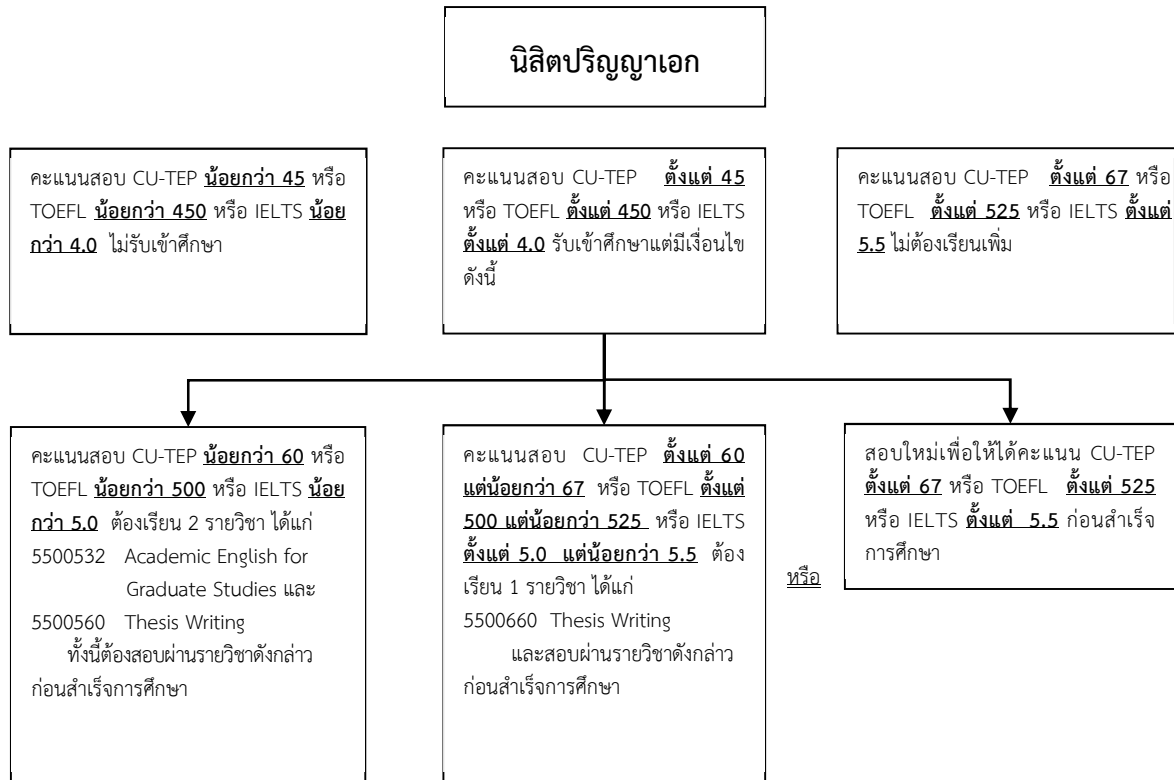 นิสิตปริญญาเอก
คะแนนสอบ CU-TEP น้อยกว่า 45 หรือ
TOEFL น้อยกว่า 450 หรือ IELTS น้อย
กว่า 4.0 ไม่รับเข้าศึกษา
คะแนนสอบ CU-TEP ตั้งแต่ 45
หรือ TOEFL ตั้งแต่ 450 หรือ IELTS
ตั้งแต่ 4.0 รับเข้าศึกษาแต่มีเงื่อนไข
ดังนี้
คะแนนสอบ CU-TEP ตั้งแต่ 67 หรือ
TOEFL ตั้งแต่ 525 หรือ IELTS ตั้งแต่
5.5 ไม่ต้องเรียนเพิ่ม
คะแนนสอบ CU-TEP น้อยกว่า 60 หรือ
TOEFL น้อยกว่า 500 หรือ IELTS น้อย
กว่า 5.0 ต้องเรียน 2 รายวิชา ได้แก่
5500532 Academic English for
Graduate Studies และ
5500560 Thesis Writing
ทั้งนี้ต้องสอบผ่านรายวิชาดังกล่าว
ก่อนสำเร็จการศึกษา
คะแนนสอบ CU-TEP ตั้งแต่ 60
แต่น้อยกว่า 67 หรือ TOEFL ตั้งแต่
500 แต่น้อยกว่า 525 หรือ IELTS
ตั้งแต่ 5.0 แต่น้อยกว่า 5.5 ต้อง
เรียน 1 รายวิชา ได้แก่
5500660 Thesis Writing
และสอบผ่านรายวิชาดังกล่าว
ก่อนสำเร็จการศึกษา
หรือ
สอบใหม่เพื่อให้ได้คะแนน CU-TEP
ตั้งแต่ 67 หรือ TOEFL ตั้งแต่ 525
หรือ IELTS ตั้งแต่ 5.5 ก่อนสำเร็จ
การศึกษา